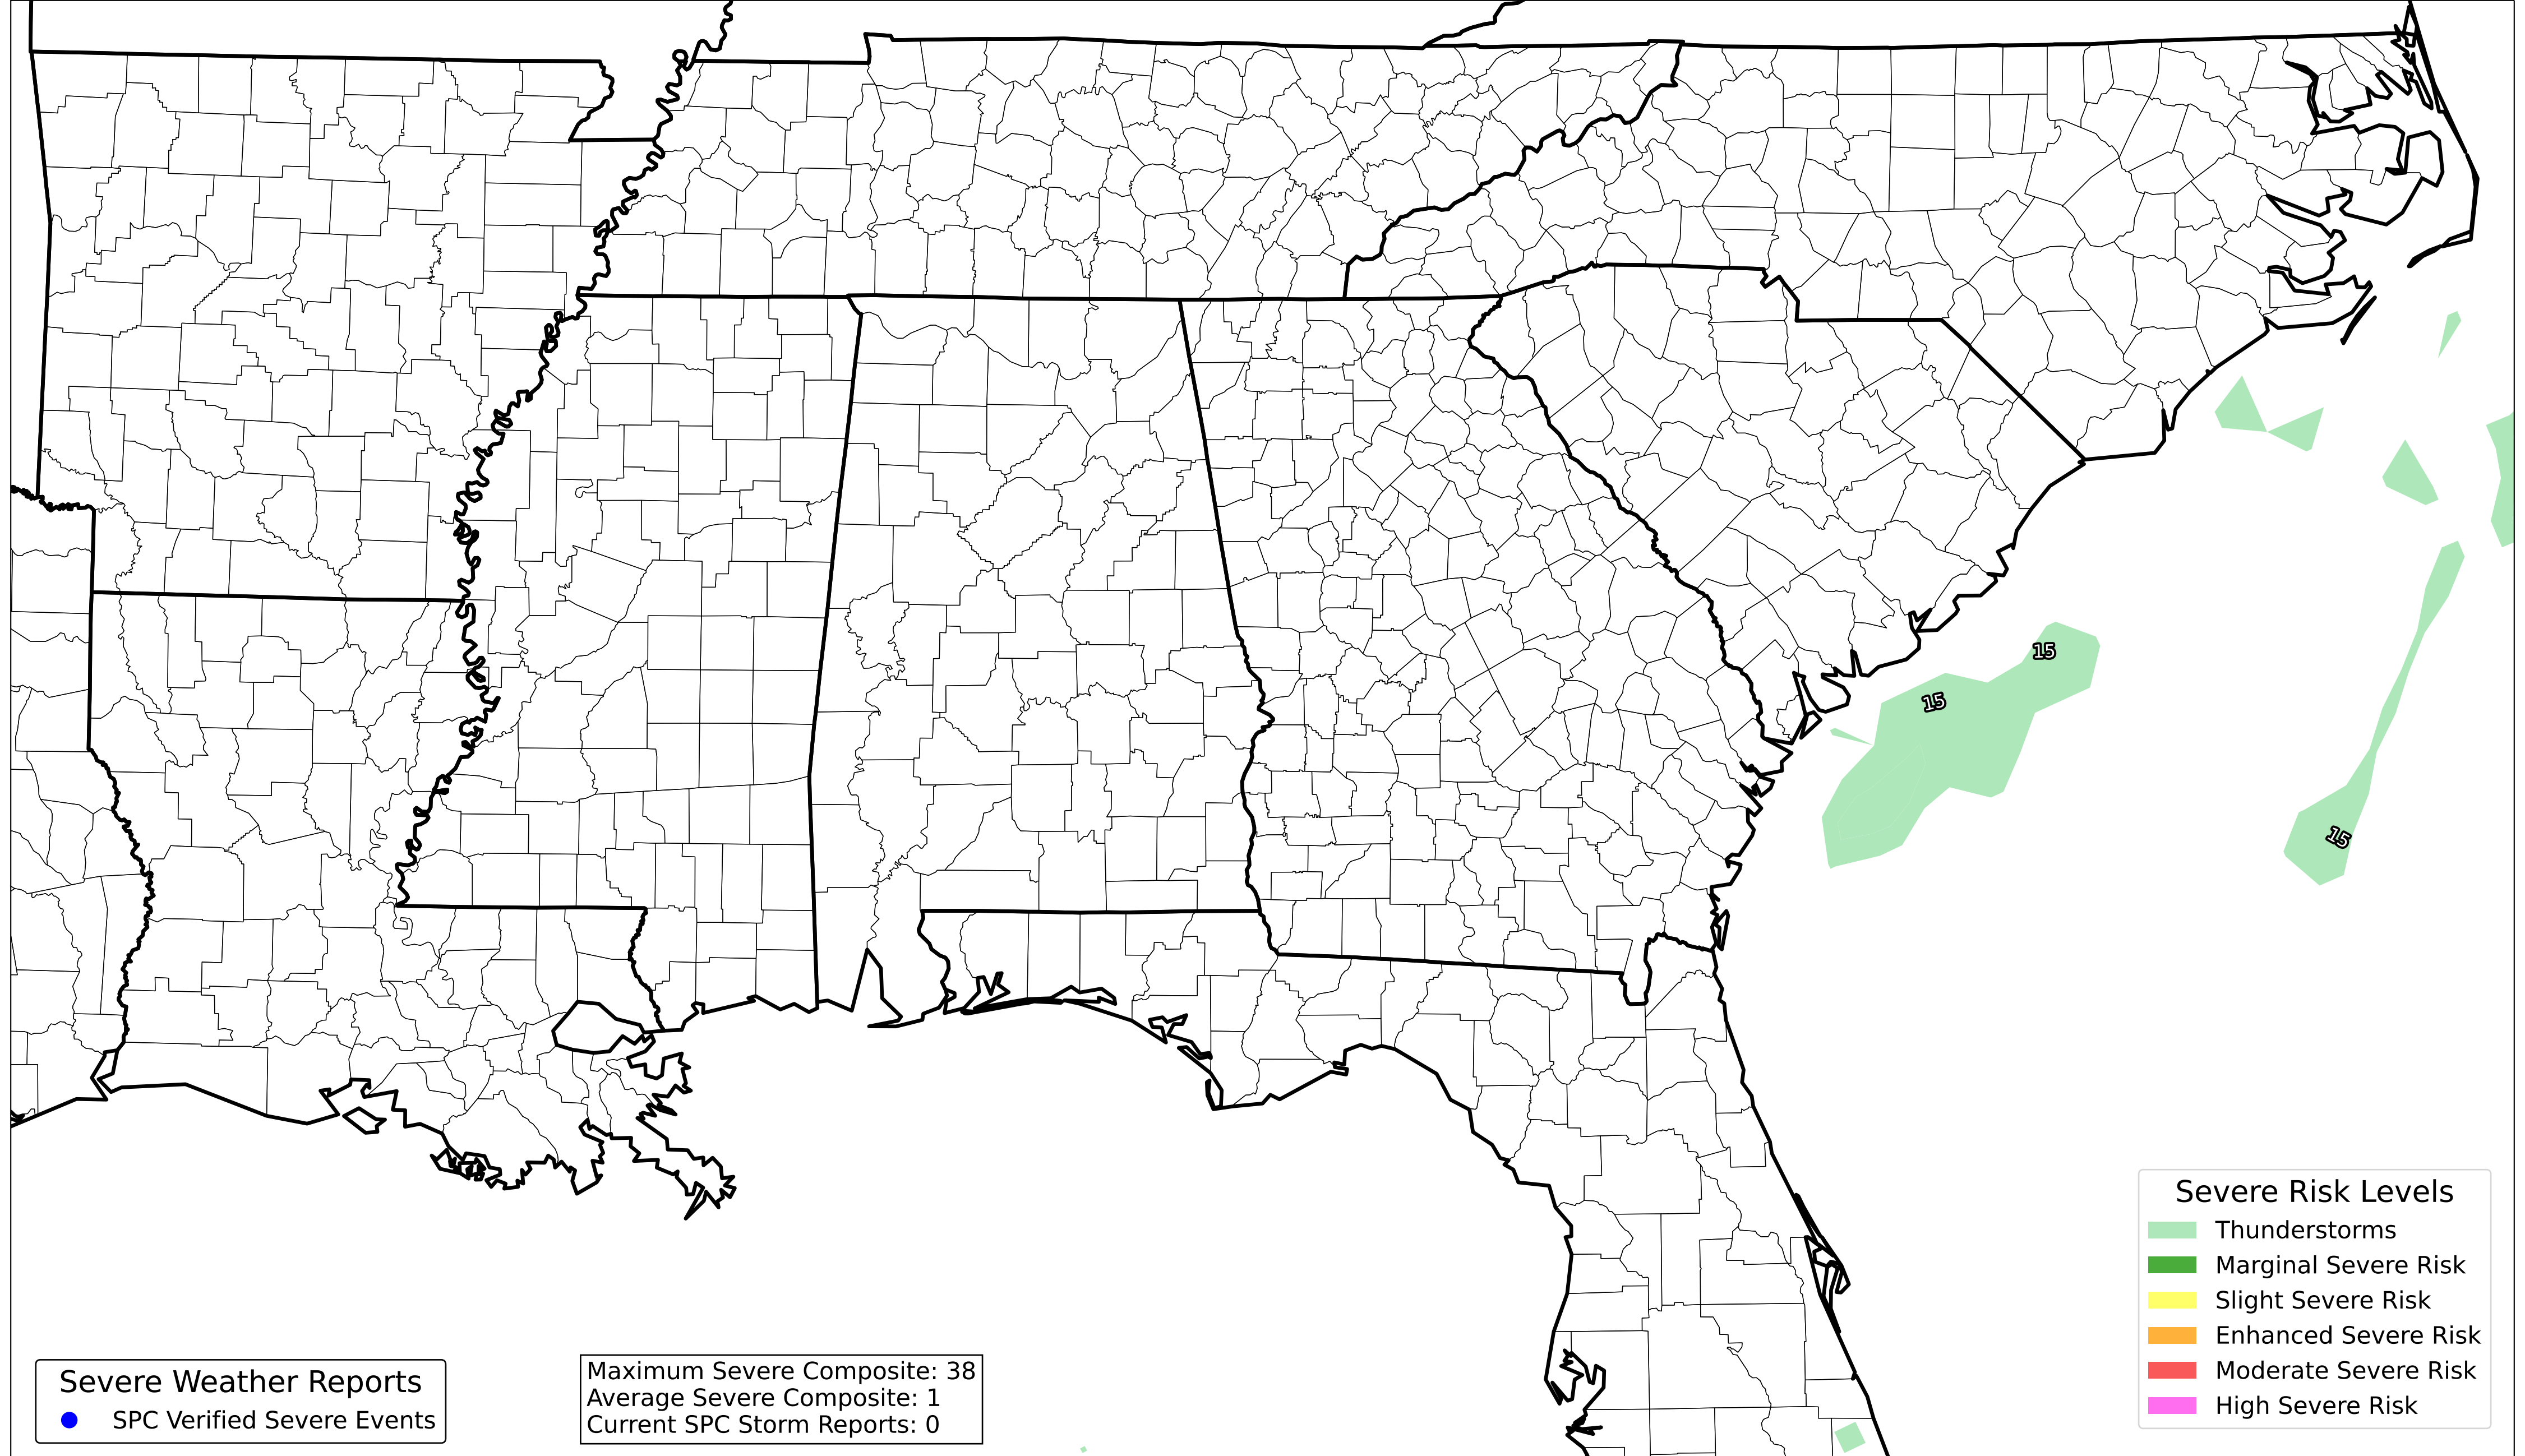 15
15
15
Severe Risk Levels
Thunderstorms
Marginal Severe Risk
Slight Severe Risk
Enhanced Severe Risk
Moderate Severe Risk
High Severe Risk
Severe Weather Reports
SPC Verified Severe Events
Maximum Severe Composite: 38
Average Severe Composite: 1
Current SPC Storm Reports: 0